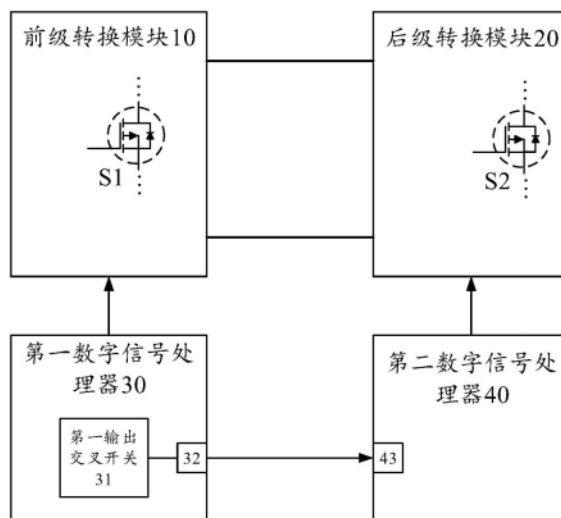 前级转换模块10
后级转换模块20
S1
S2
第一数字信号处
理器30
第二数字信号处
理器40
第一输出
交叉开关
31
32
43